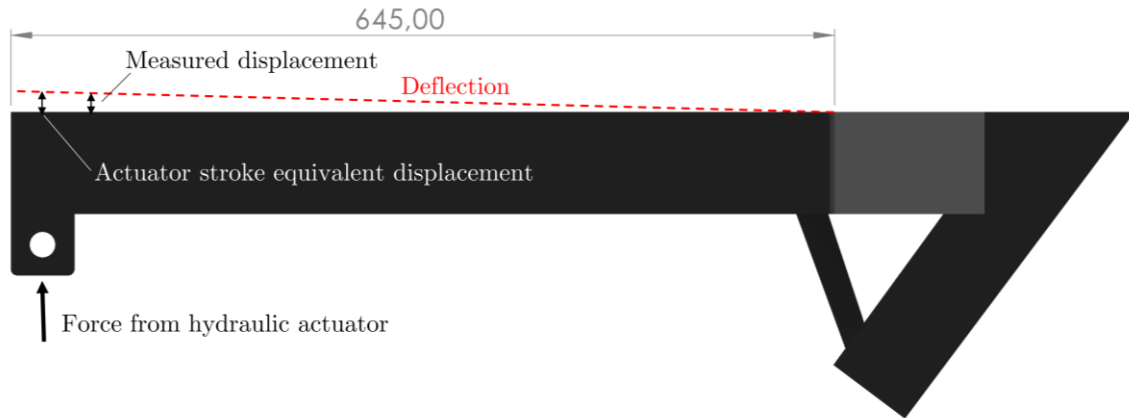 645,00
Measured displacement
Deflection
Actuator stroke equivalent displacement
Force from hydraulic actuator